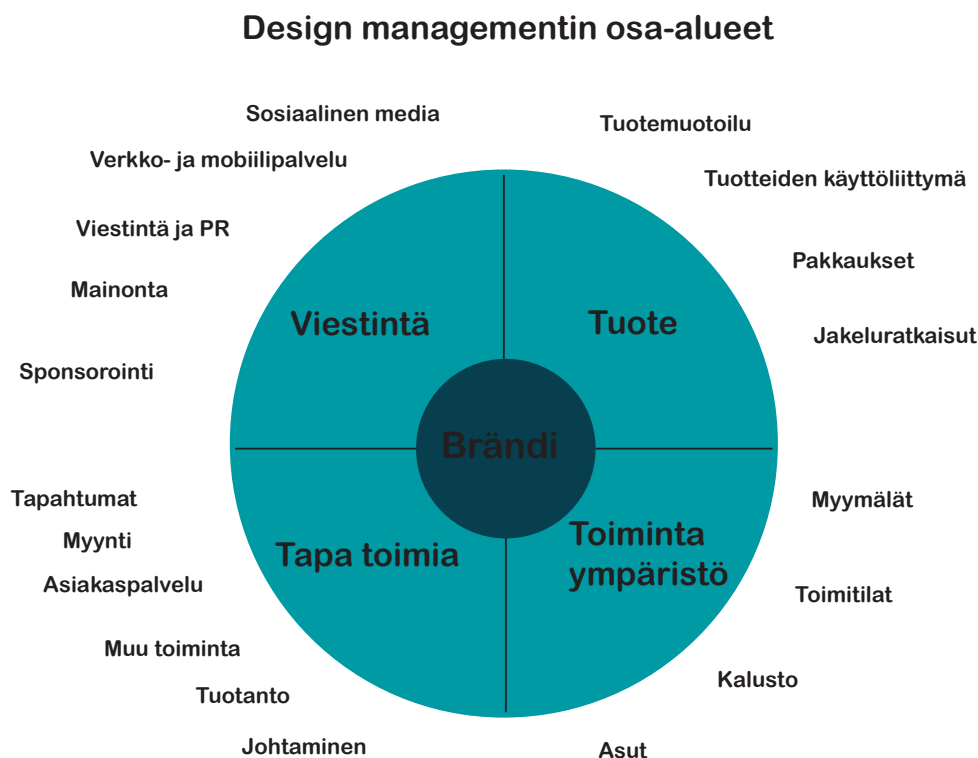 Design managementin osa-alueet
Sosiaalinen media
Verkko- ja mobiilipalvelu
Viestintä ja PR
Mainonta
Sponsorointi
Tuotemuotoilu
Tuotteiden käyttöliittymä
Pakkaukset
Jakeluratkaisut
Viestintä
Tuote
Brändi
Tapa toimia
Toiminta
ympäristö
Tapahtumat
Myynti
Asiakaspalvelu
Muu toiminta
Tuotanto
Johtaminen
Myymälät
Toimitilat
Kalusto
Asut